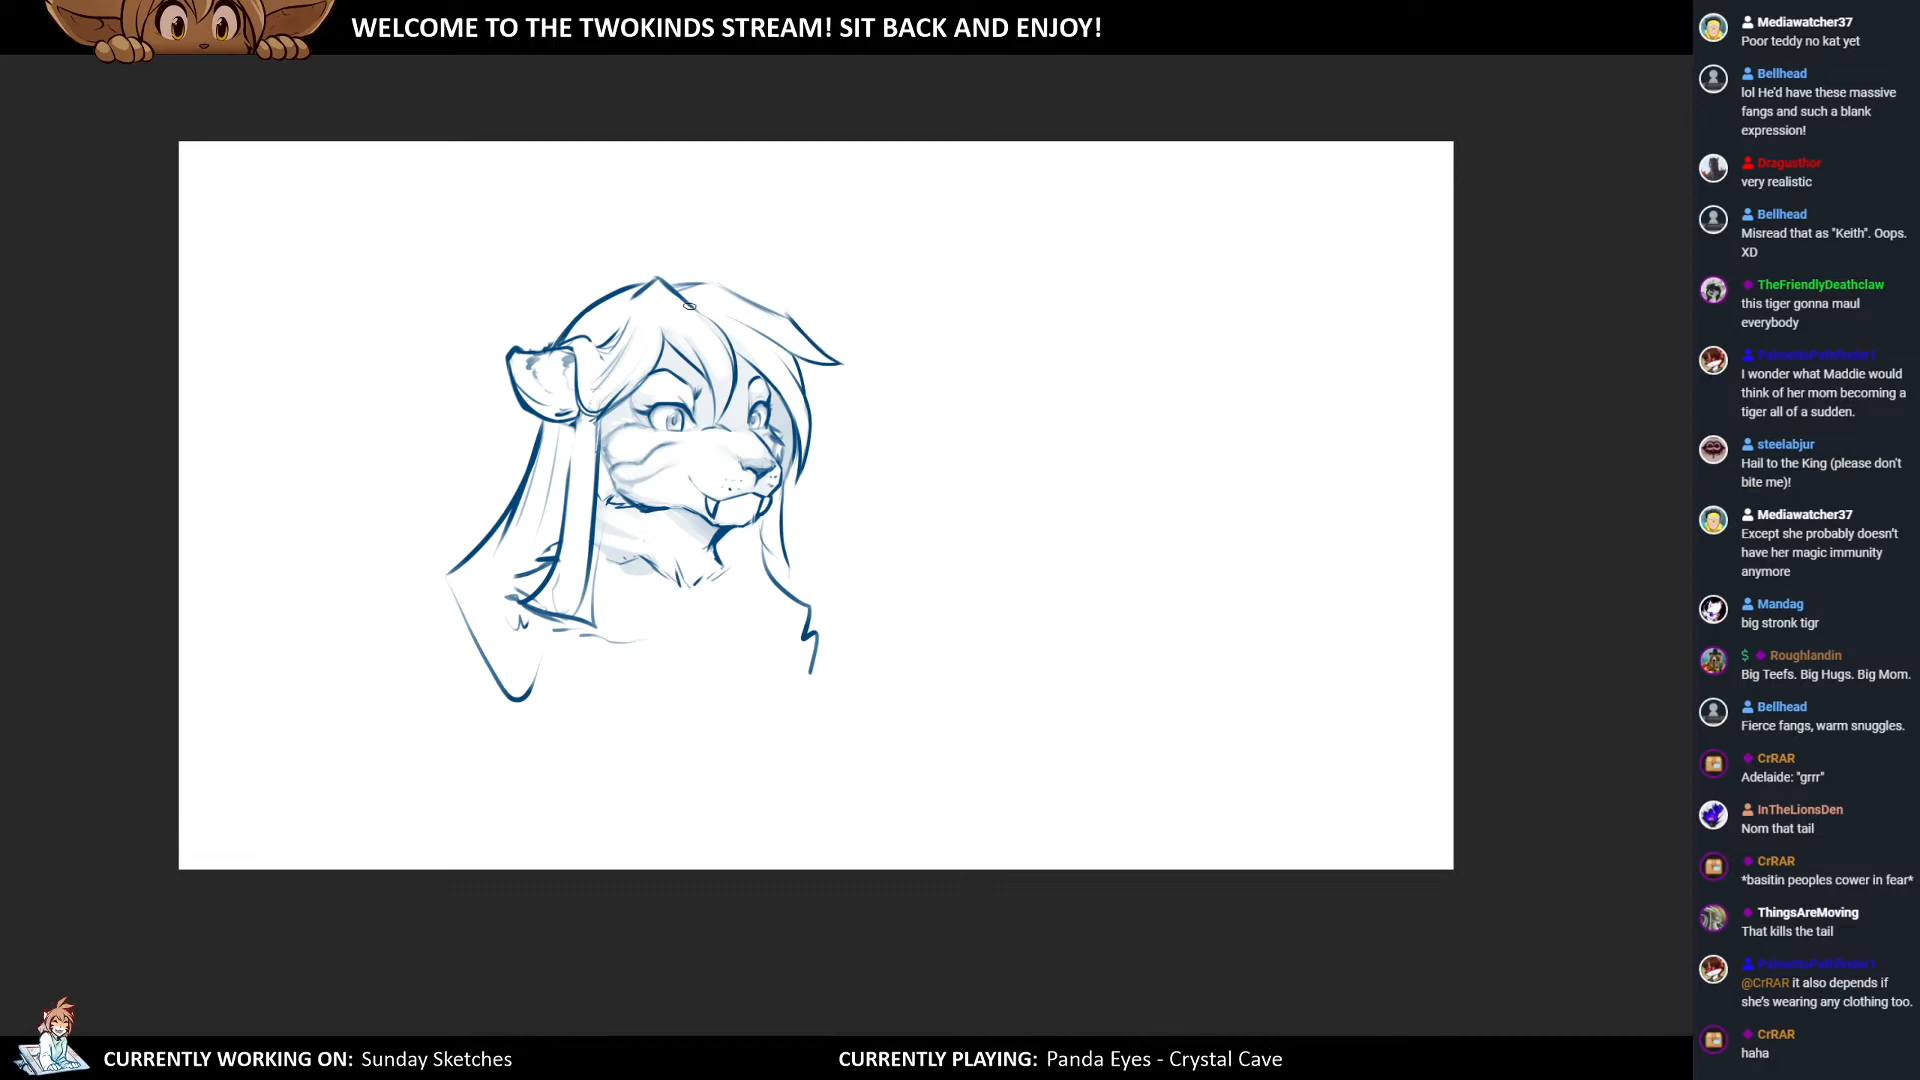 WELCOME TO THE TWOKINDS STREAM! SIT BACK AND ENJOY!
Mediawatcher37
Poor teddy no kat yet
Bellhead
lol He'd have these massive
fangs and such a blank
expression!
Dragusthor
very realistic
Bellhead
Misread that as "Keith". Oops.
XD
TheFriendlyDeathclaw
this tiger gonna maul
everybody
PalmettoPathfinder1
I wonder what Maddie would
think of her mom becoming a
tiger all of a sudden.
steelabjur
Hail to the King (please don't
bite me)!
Mediawatcher37
Except she probably doesn't
have her magic immunity
anymore
Mandag
big stronk tigr
$ Roughlandin
Big Teefs. Big Hugs. Big Mom.
Bellhead
Fierce fangs, warm snuggles.
CrRAR
Adelaide: "grrr"
InTheLionsDen
Nom that tail
CrRAR
*basitin peoples cower in fear*
ThingsAreMoving
That kills the tail
PalmettoPathfinder1
@CrRAR it also depends if
she's wearing any clothing too.
CrRAR
haha
CURRENTLY WORKING ON: Sunday Sketches
CURRENTLY PLAYING: Panda Eyes - Crystal Cave